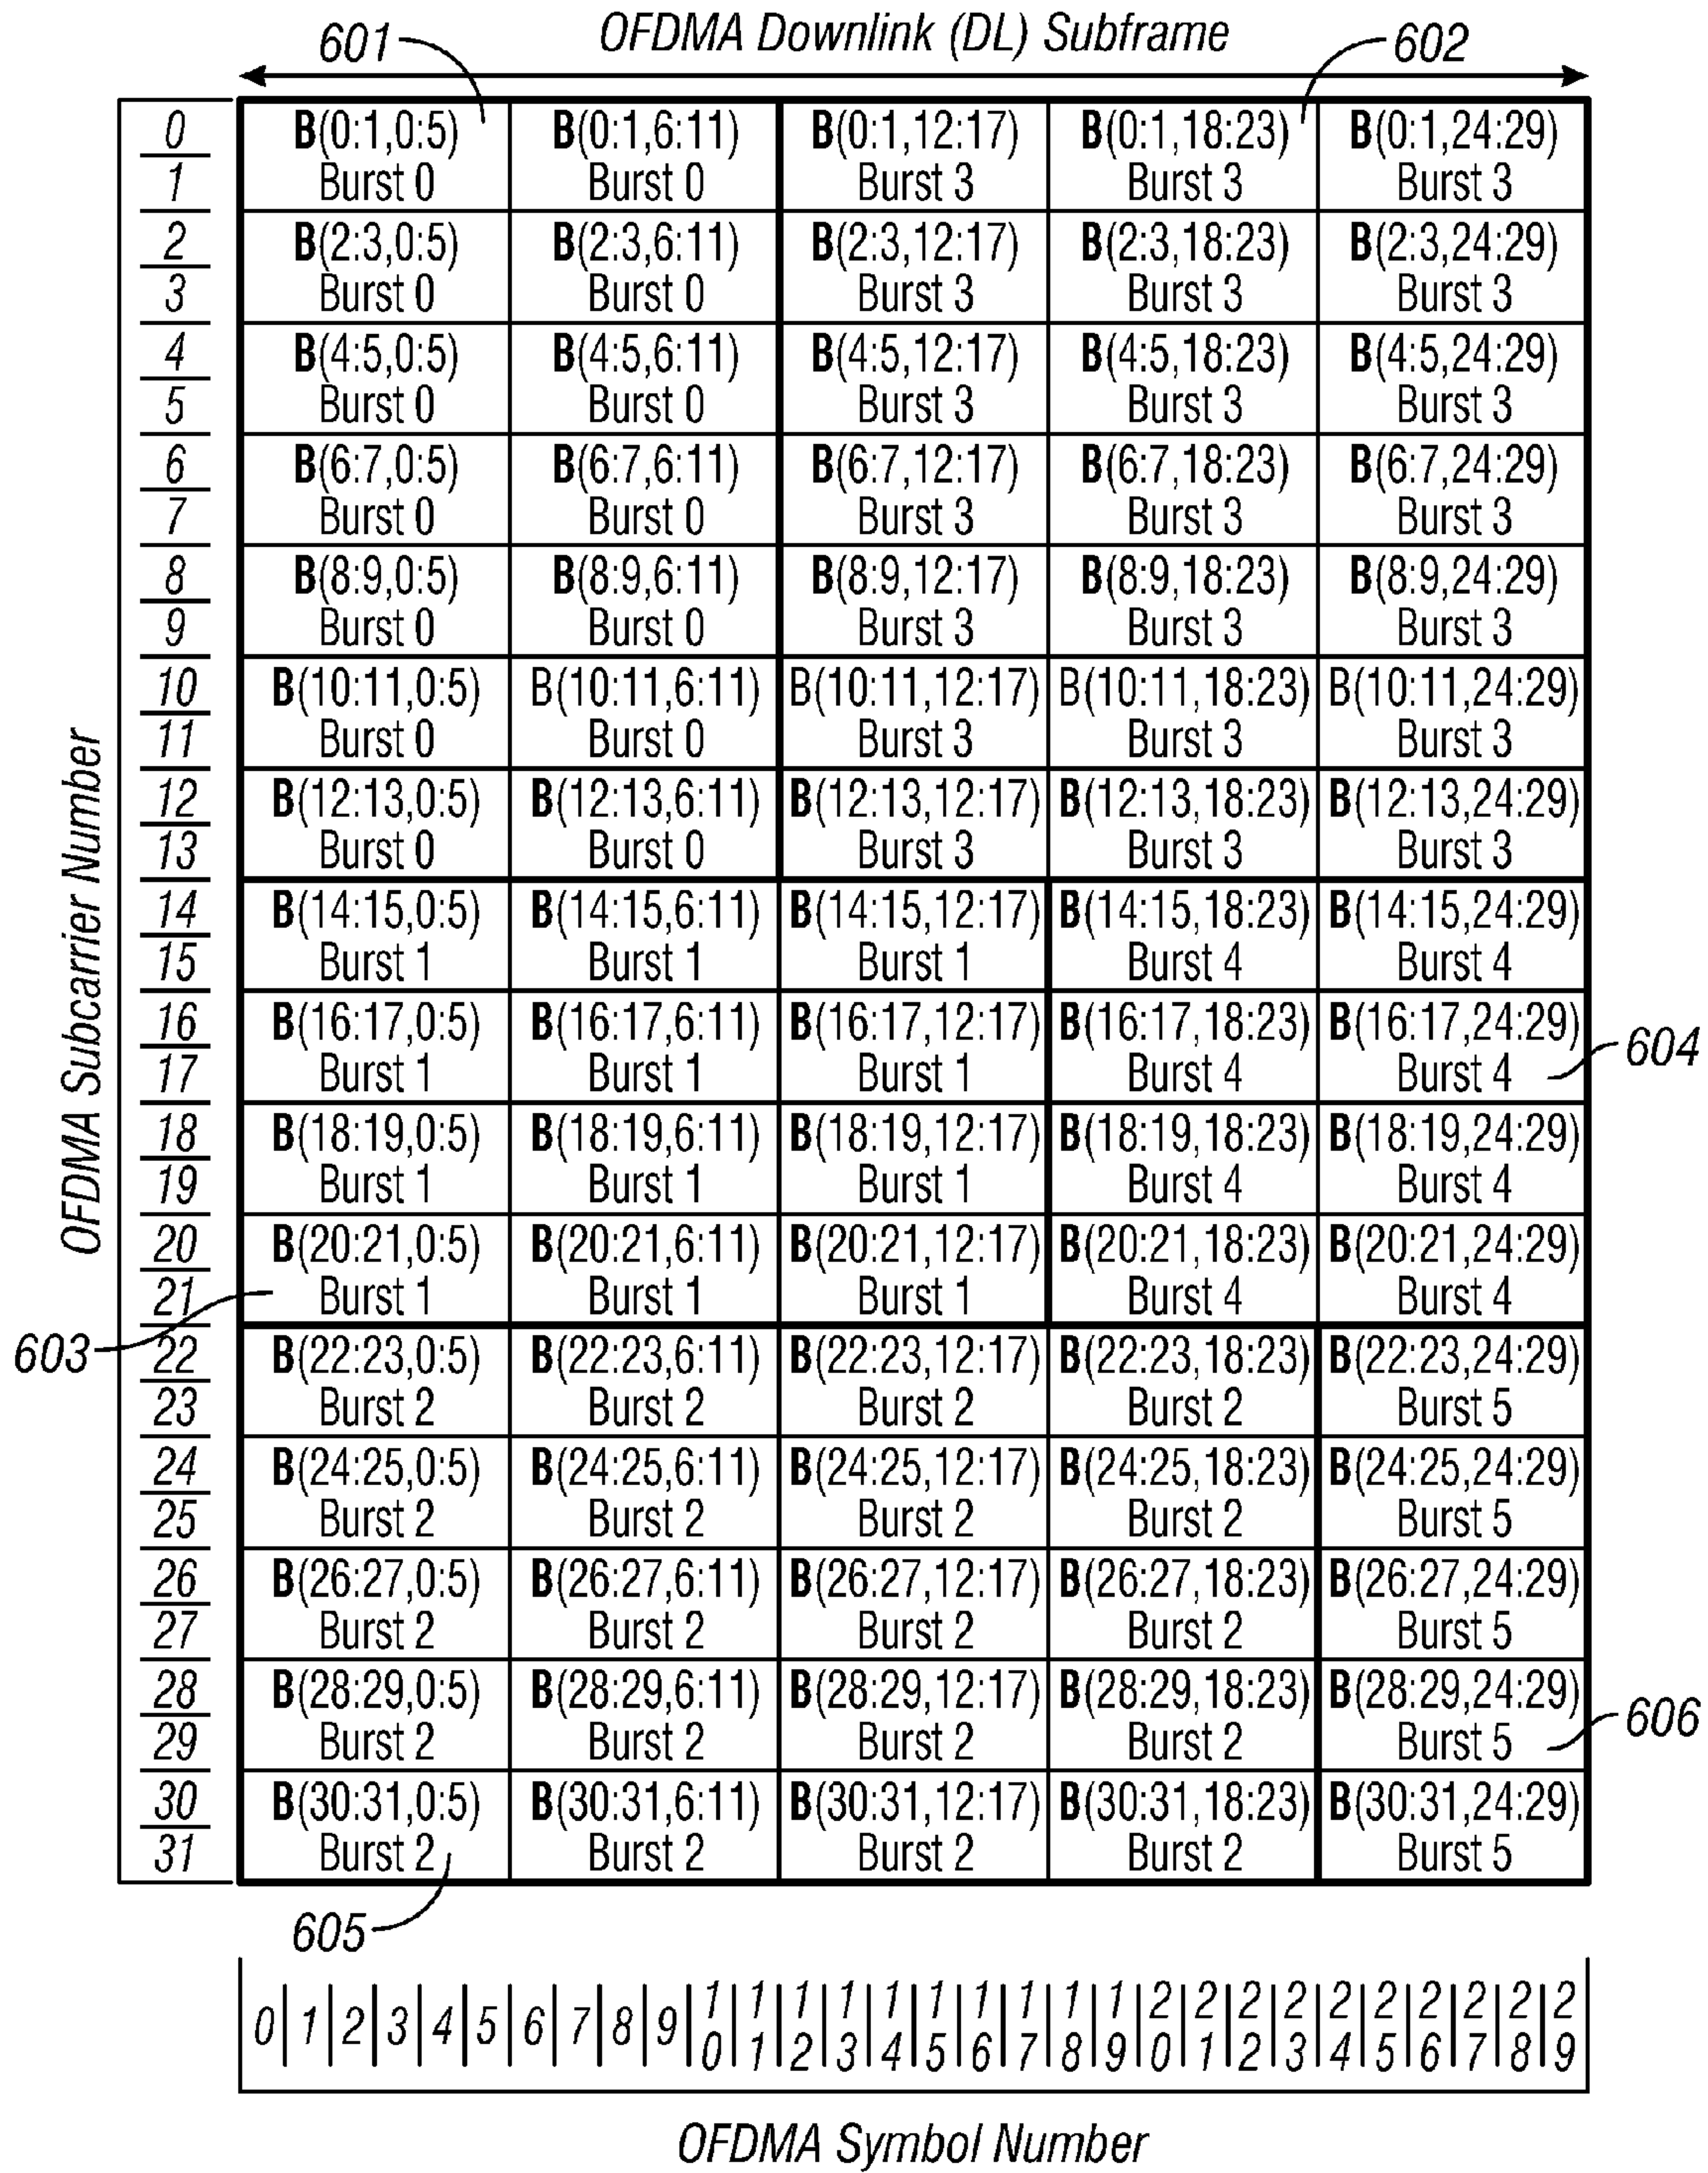 601 OFDMA Downlink (DL) Subframe 602
0 B(0:1,0:5) B(0:1,6:11) B(0:1,12:17) B(0:1,18:23) B(0:1,24:29)
1 Burst 0 Burst 0 Burst 3 Burst 3 Burst 3
2 B(2:3,0:5) B(2:3,6:11) B(2:3,12:17) B(2:3,18:23) B(2:3,24:29)
3 Burst 0 Burst 0 Burst 3 Burst 3 Burst 3
4 B(4:5,0:5) B(4:5,6:11) B(4:5,12:17) B(4:5,18:23) B(4:5,24:29)
5 Burst 0 Burst 0 Burst 3 Burst 3 Burst 3
6 B(6:7,0:5) B(6:7,6:11) B(6:7,12:17) B(6:7,18:23) B(6:7,24:29)
7 Burst 0 Burst 0 Burst 3 Burst 3 Burst 3
8 B(8:9,0:5) B(8:9,6:11) B(8:9,12:17) B(8:9,18:23) B(8:9,24:29)
9 Burst 0 Burst 0 Burst 3 Burst 3 Burst 3
10 B(10:11,0:5) B(10:11,6:11) B(10:11,12:17) B(10:11,18:23) B(10:11,24:29)
11 Burst 0 Burst 0 Burst 3 Burst 3 Burst 3
12 B(12:13,0:5) B(12:13,6:11) B(12:13,12:17) B(12:13,18:23) B(12:13,24:29)
13 Burst 0 Burst 0 Burst 3 Burst 3 Burst 3
14 B(14:15,0:5) B(14:15,6:11) B(14:15,12:17) B(14:15,18:23) B(14:15,24:29)
15 Burst 1 Burst 1 Burst 1 Burst 4 Burst 4
16 B(16:17,0:5) B(16:17,6:11) B(16:17,12:17) B(16:17,18:23) B(16:17,24:29)
604
17 Burst 1 Burst 1 Burst 1 Burst 4 Burst 4
18 B(18:19,0:5) B(18:19,6:11) B(18:19,12:17) B(18:19,18:23) B(18:19,24:29)
19 Burst 1 Burst 1 Burst 1 Burst 4 Burst 4
20 B(20:21,0:5) B(20:21,6:11) B(20:21,12:17) B(20:21,18:23) B(20:21,24:29)
21 Burst 1 Burst 1 Burst 1 Burst 4 Burst 4
603
22 B(22:23,0:5) B(22:23,6:11) B(22:23,12:17) B(22:23,18:23) B(22:23,24:29)
23 Burst 2 Burst 2 Burst 2 Burst 2 Burst 5
24 B(24:25,0:5) B(24:25,6:11) B(24:25,12:17) B(24:25,18:23) B(24:25,24:29)
25 Burst 2 Burst 2 Burst 2 Burst 2 Burst 5
26 B(26:27,0:5) B(26:27,6:11) B(26:27,12:17) B(26:27,18:23) B(26:27,24:29)
27 Burst 2 Burst 2 Burst 2 Burst 2 Burst 5
28 B(28:29,0:5) B(28:29,6:11) B(28:29,12:17) B(28:29,18:23) B(28:29,24:29)
606
29 Burst 2 Burst 2 Burst 2 Burst 2 Burst 5
30 B(30:31,0:5) B(30:31,6:11) B(30:31,12:17) B(30:31,18:23) B(30:31,24:29)
31 Burst 2 Burst 2 Burst 2 Burst 2 Burst 5
605
OFDMA Subcarrier Number
0 1 2 3 4 5 6 7 8 9 10 11 12 13 14 15 16 17 18 19 20 21 22 23 24 25 26 27 28 29
OFDMA Symbol Number